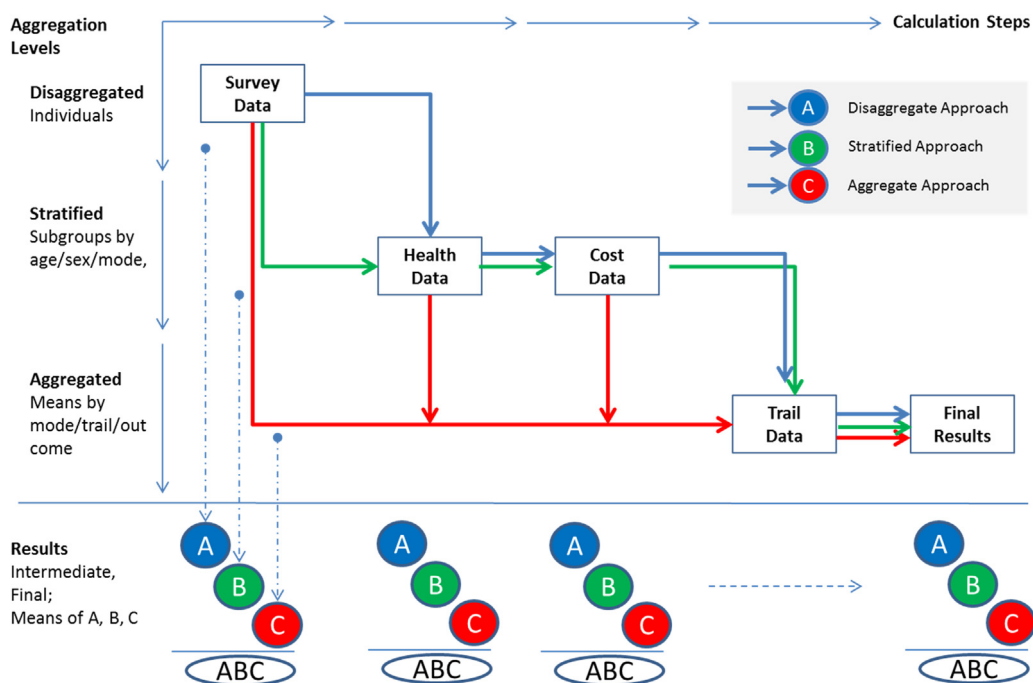 Aggregation
Levels
Calculation Steps
Disaggregated
Individuals
Survey
Data
A
Disaggregate Approach
B
Stratified Approach
C
Aggregate Approach
Stratified
Subgroups by
age/sex/mode,
Health
Data
Cost
Data
Aggregated
Means by
mode/trail/out
come
Trail
Data
Final
Results
Results
Intermediate,
Final;
Means of A, B, C
A
B
C
ABC
A
B
C
ABC
A
B
C
ABC
A
B
C
ABC